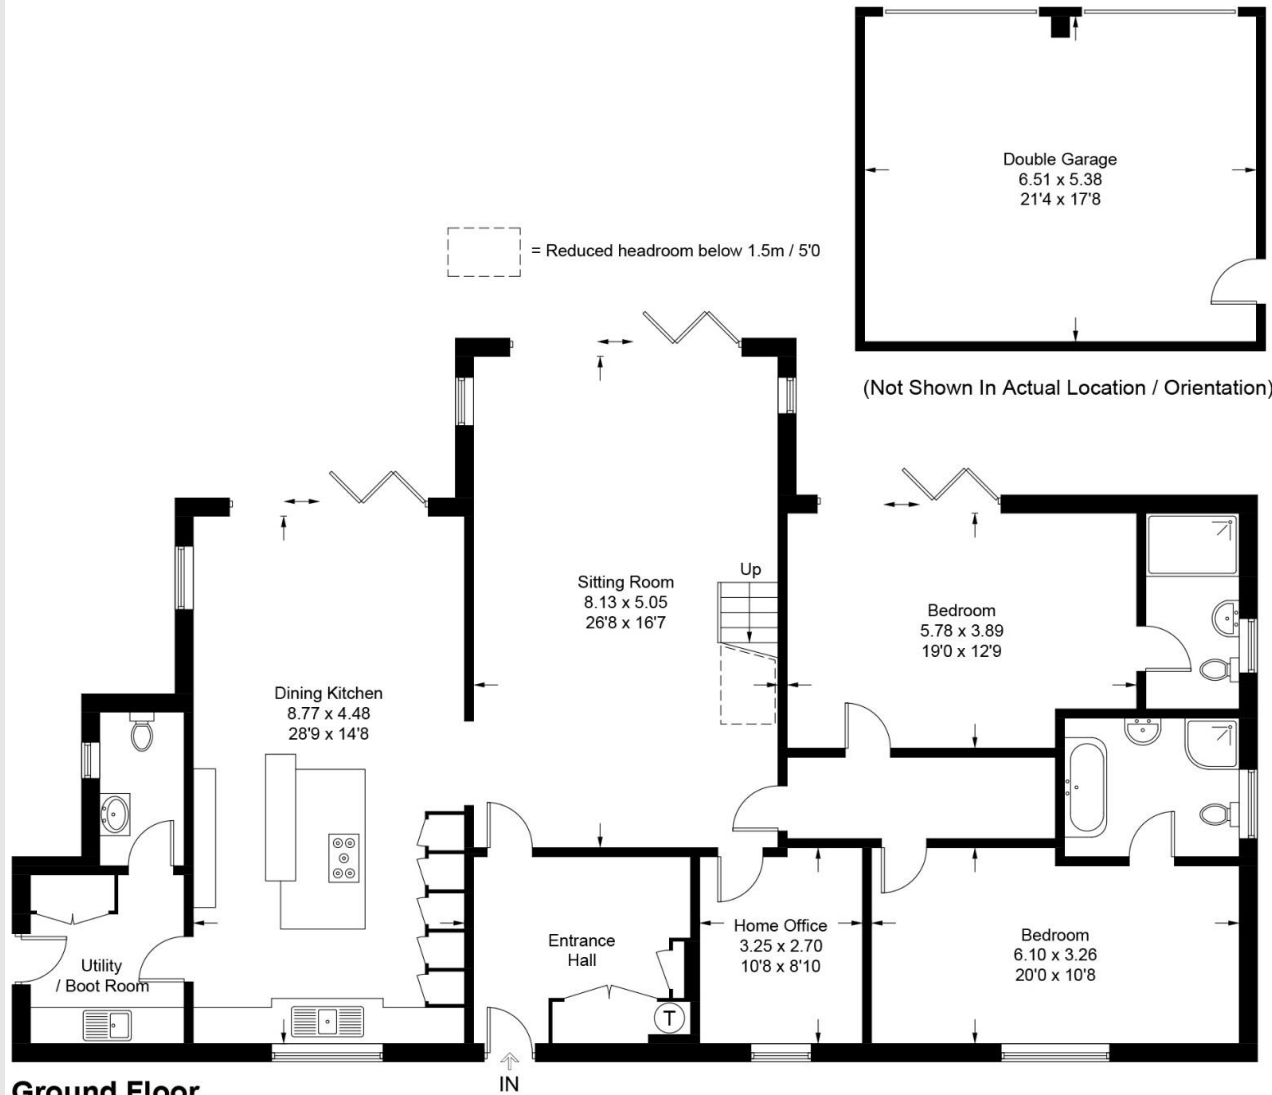 Double Garage
6.51 x 5.38
21'4 x 17'8
= Reduced headroom below 1.5m / 5'0
(Not Shown In Actual Location / Orientation)
Up
Sitting Room
8.13 x 5.05
26'8 x 16'7
Bedroom
5.78 x 3.89
19'0 x 12'9
Dining Kitchen
8.77 x 4.48
28'9 x 14'8
Home Office
3.25 x 2.70
10'8 x 8'10
Bedroom
6.10 x 3.26
20'0 x 10'8
Entrance
Hall
Utility
/ Boot Room
T
IN
Ground Floor